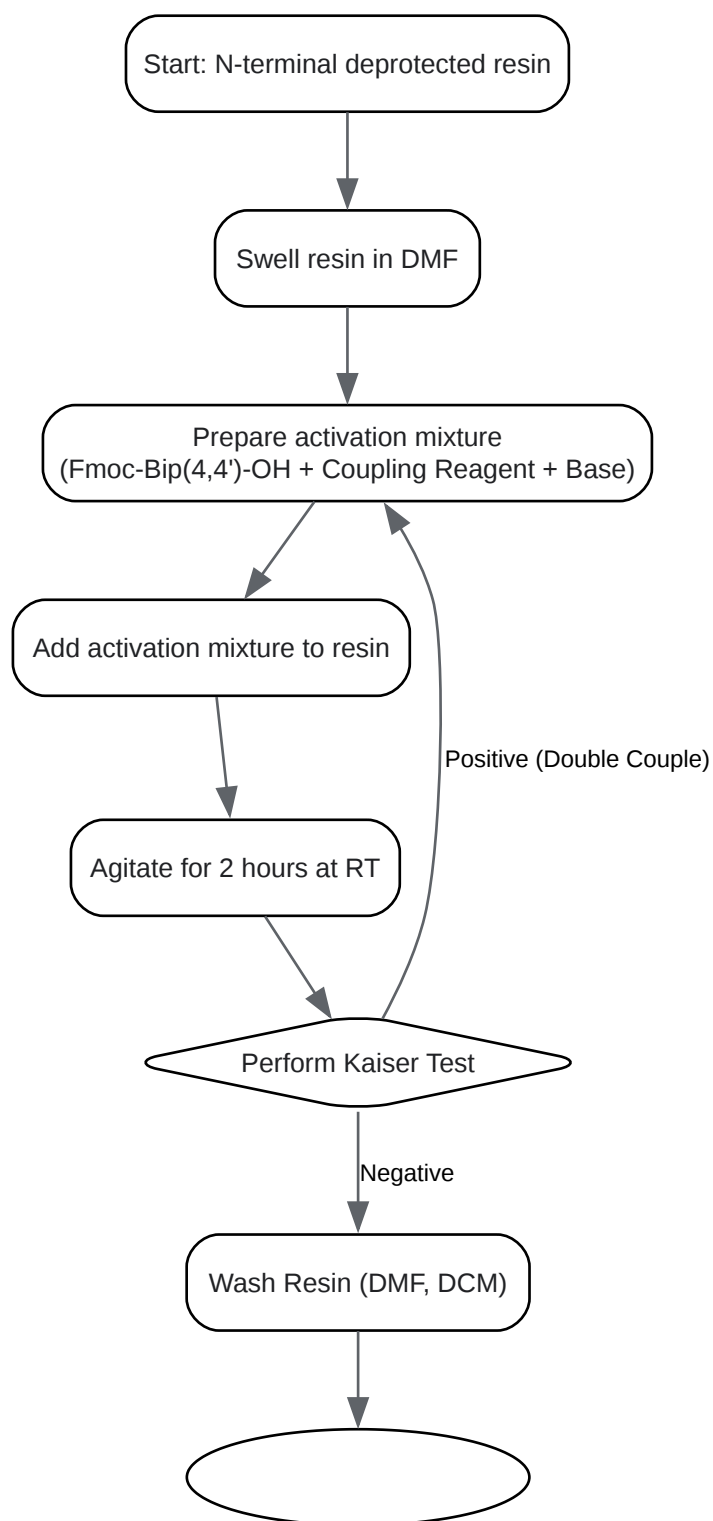 Start: N-terminal deprotected resin
Swell resin in DMF
Prepare activation mixture
(Fmoc-Bip(4,4')-OH + Coupling Reagent + Base)
Add activation mixture to resin
Positive (Double Couple)
Agitate for 2 hours at RT
Perform Kaiser Test
Negative
Wash Resin (DMF, DCM)